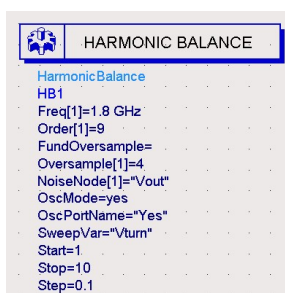 HARMONIC BALANCE
HarmonicBalance
HB1
Freq[1]=1.8 GHz
Order[1]=9
FundOversample=
Oversample[1]=4
NoiseNode[1]="Vout"
OscMode=yes
OscPortName="Yes"
SweepVar="Vturn"
Start=1
Stop=10
Step=0.1